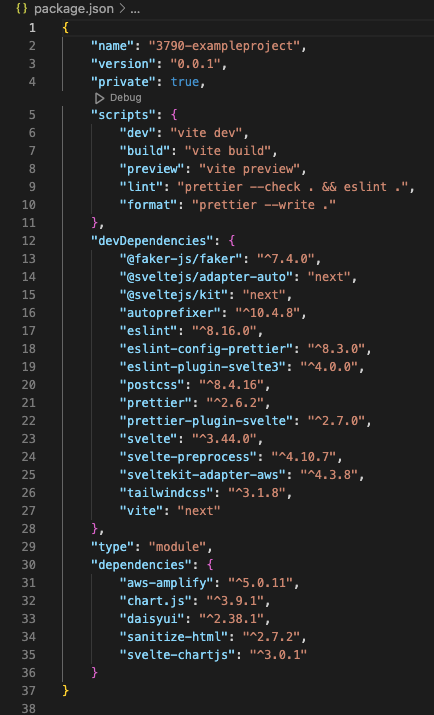 {} package.json > ...
1 {
2 "name": "3790-exampleproject",
3 "version": "0.0.1",
4 "private": true,
Debug
5 "scripts": {
6 "dev": "vite dev",
7 "build": "vite build",
8 "preview": "vite preview",
9 "lint": "prettier --check . && eslint .",
10 "format": "prettier --write ."
11 },
12 "devDependencies": {
13 "@faker-js/faker": "^7.4.0",
14 "@sveltejs/adapter-auto": "next",
15 "@sveltejs/kit": "next",
16 "autoprefixer": "^10.4.8",
17 "eslint": "^8.16.0",
18 "eslint-config-prettier": "^8.3.0",
19 "eslint-plugin-svelte3": "^4.0.0",
20 "postcss": "^8.4.16",
21 "prettier": "^2.6.2",
22 "prettier-plugin-svelte": "^2.7.0",
23 "svelte": "^3.44.0",
24 "svelte-preprocess": "^4.10.7",
25 "sveltekit-adapter-aws": "^4.3.8",
26 "tailwindcss": "^3.1.8",
27 "vite": "next"
28 },
29 "type": "module",
30 "dependencies": {
31 "aws-amplify": "^5.0.11",
32 "chart.js": "^3.9.1",
33 "daisyui": "^2.38.1",
34 "sanitize-html": "^2.7.2",
35 "svelte-chartjs": "^3.0.1"
36 }
37 }
38